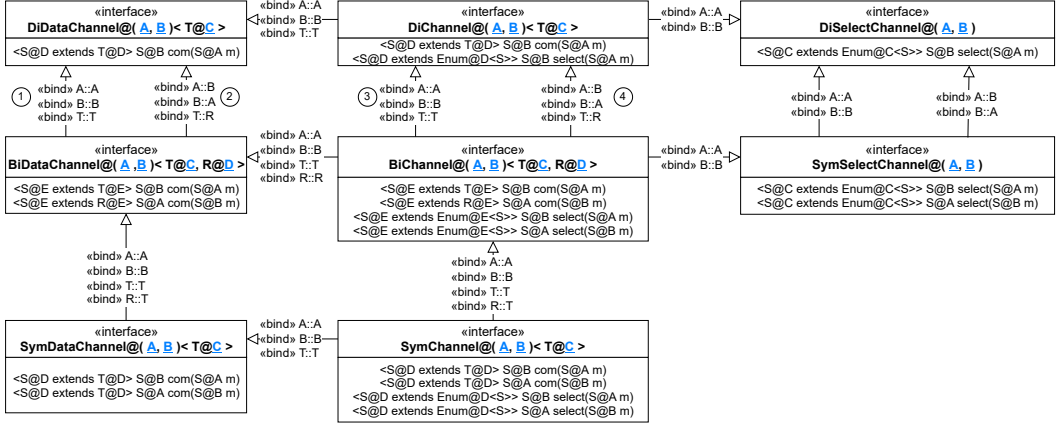 «interface»
DiDataChannel@( A, B )< T@C >
<S@D extends T@D> S@B com(S@A m)
«bind» A::A
«bind» B::B
«bind» T::T
«interface»
DiChannel@( A, B )< T@C >
<S@D extends T@D> S@B com(S@A m)
<S@D extends Enum@D<S>> S@B select(S@A m)
«bind» A::A
«bind» B::B
«interface»
DiSelectChannel@( A, B )
<S@C extends Enum@C<S>> S@B select(S@A m)
1
«bind» A::A
«bind» B::B
«bind» T::T
«bind» A::B
«bind» B::A
«bind» T::R
2
3
«bind» A::A
«bind» B::B
«bind» T::T
«bind» A::B
«bind» B::A
«bind» T::R
4
«bind» A::A
«bind» B::B
«bind» A::B
«bind» B::A
«interface»
BiDataChannel@( A ,B )< T@C, R@D >
<S@E extends T@E> S@B com(S@A m)
<S@E extends R@E> S@A com(S@B m)
«bind» A::A
«bind» B::B
«bind» T::T
«bind» R::R
«interface»
BiChannel@( A, B )< T@C, R@D >
<S@E extends T@E> S@B com(S@A m)
<S@E extends R@E> S@A com(S@B m)
<S@E extends Enum@E<S>> S@B select(S@A m)
<S@E extends Enum@E<S>> S@A select(S@B m)
«bind» A::A
«bind» B::B
«interface»
SymSelectChannel@( A, B )
<S@C extends Enum@C<S>> S@B select(S@A m)
<S@C extends Enum@C<S>> S@A select(S@B m)
«bind» A::A
«bind» B::B
«bind» T::T
«bind» R::T
«bind» A::A
«bind» B::B
«bind» T::T
«bind» R::T
«interface»
SymDataChannel@( A, B )< T@C >
<S@D extends T@D> S@B com(S@A m)
<S@D extends T@D> S@A com(S@B m)
«bind» A::A
«bind» B::B
«bind» T::T
«interface»
SymChannel@( A, B )< T@C >
<S@D extends T@D> S@B com(S@A m)
<S@D extends T@D> S@A com(S@B m)
<S@D extends Enum@D<S>> S@B select(S@A m)
<S@D extends Enum@D<S>> S@A select(S@B m)